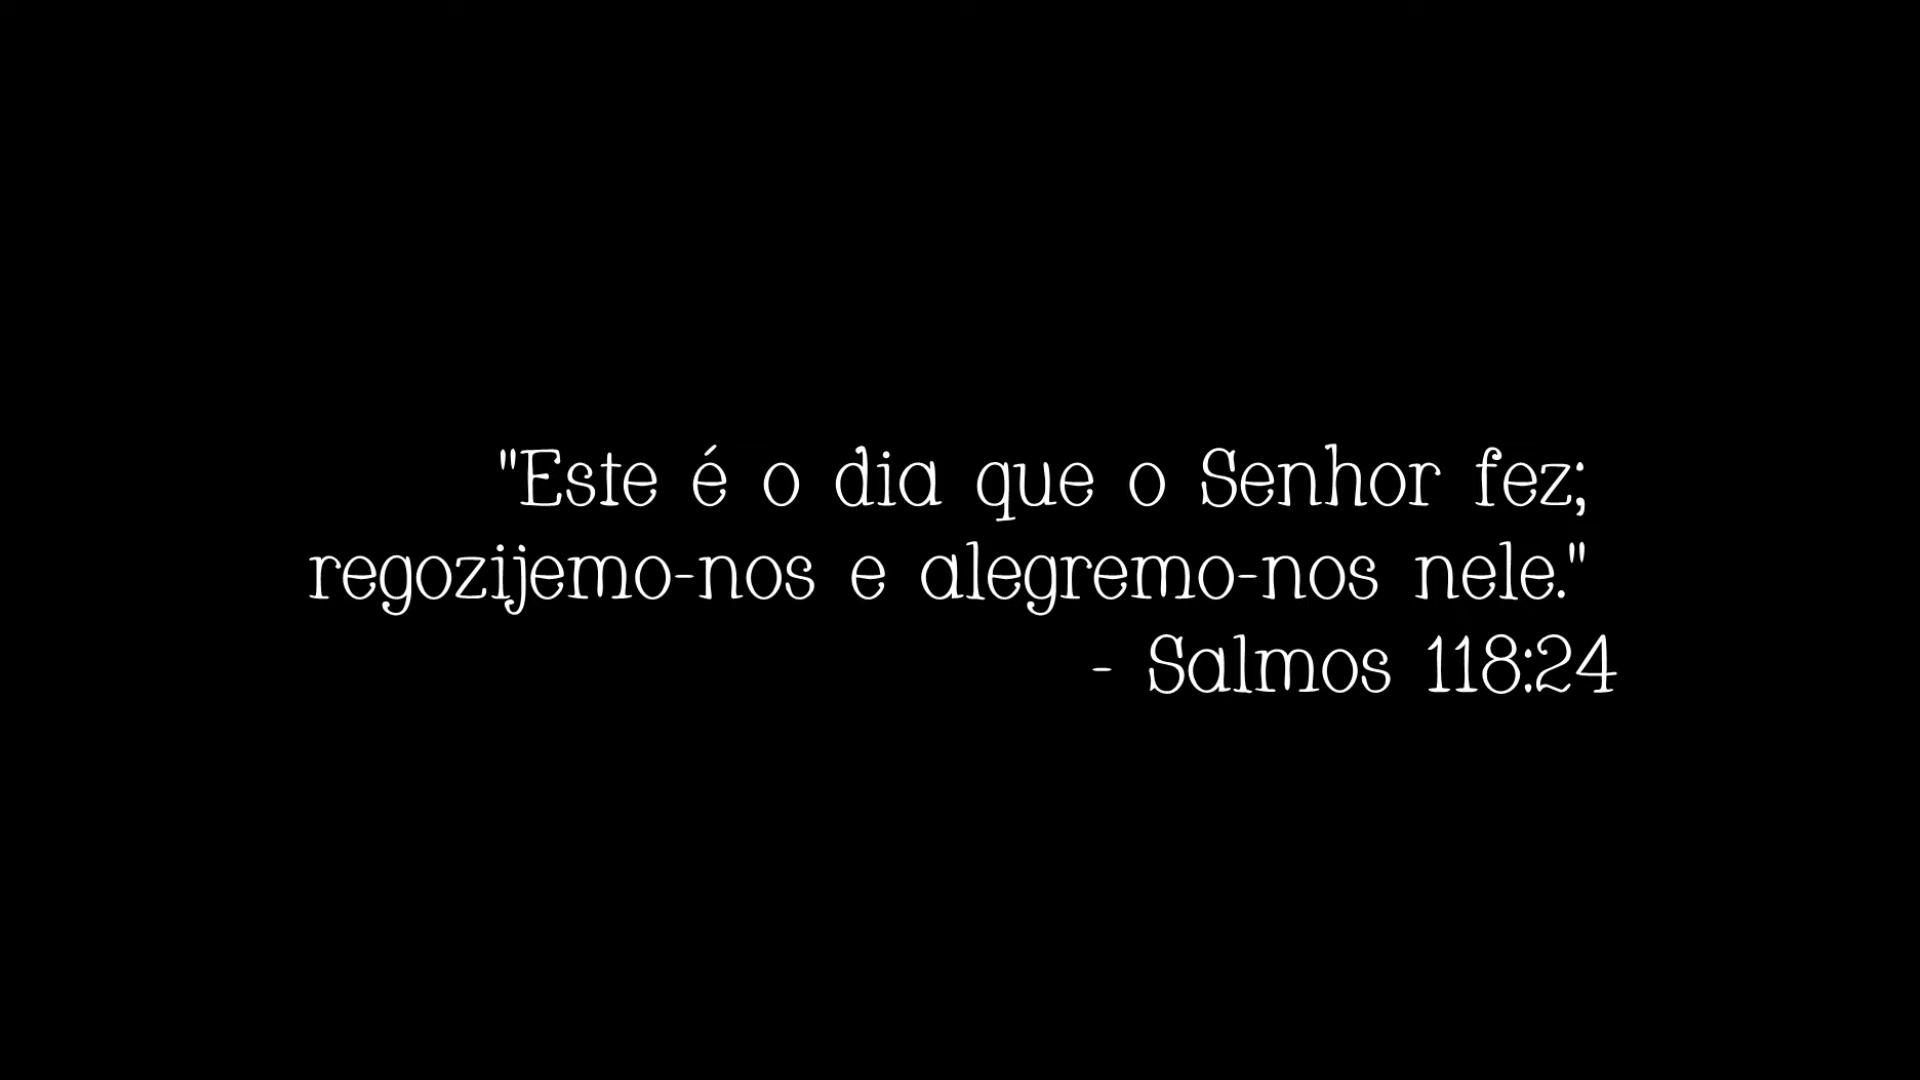 "Este é o dia que o Senhor fez;
regozijemo-nos e alegremo-nos nele."
- Salmos 118:24